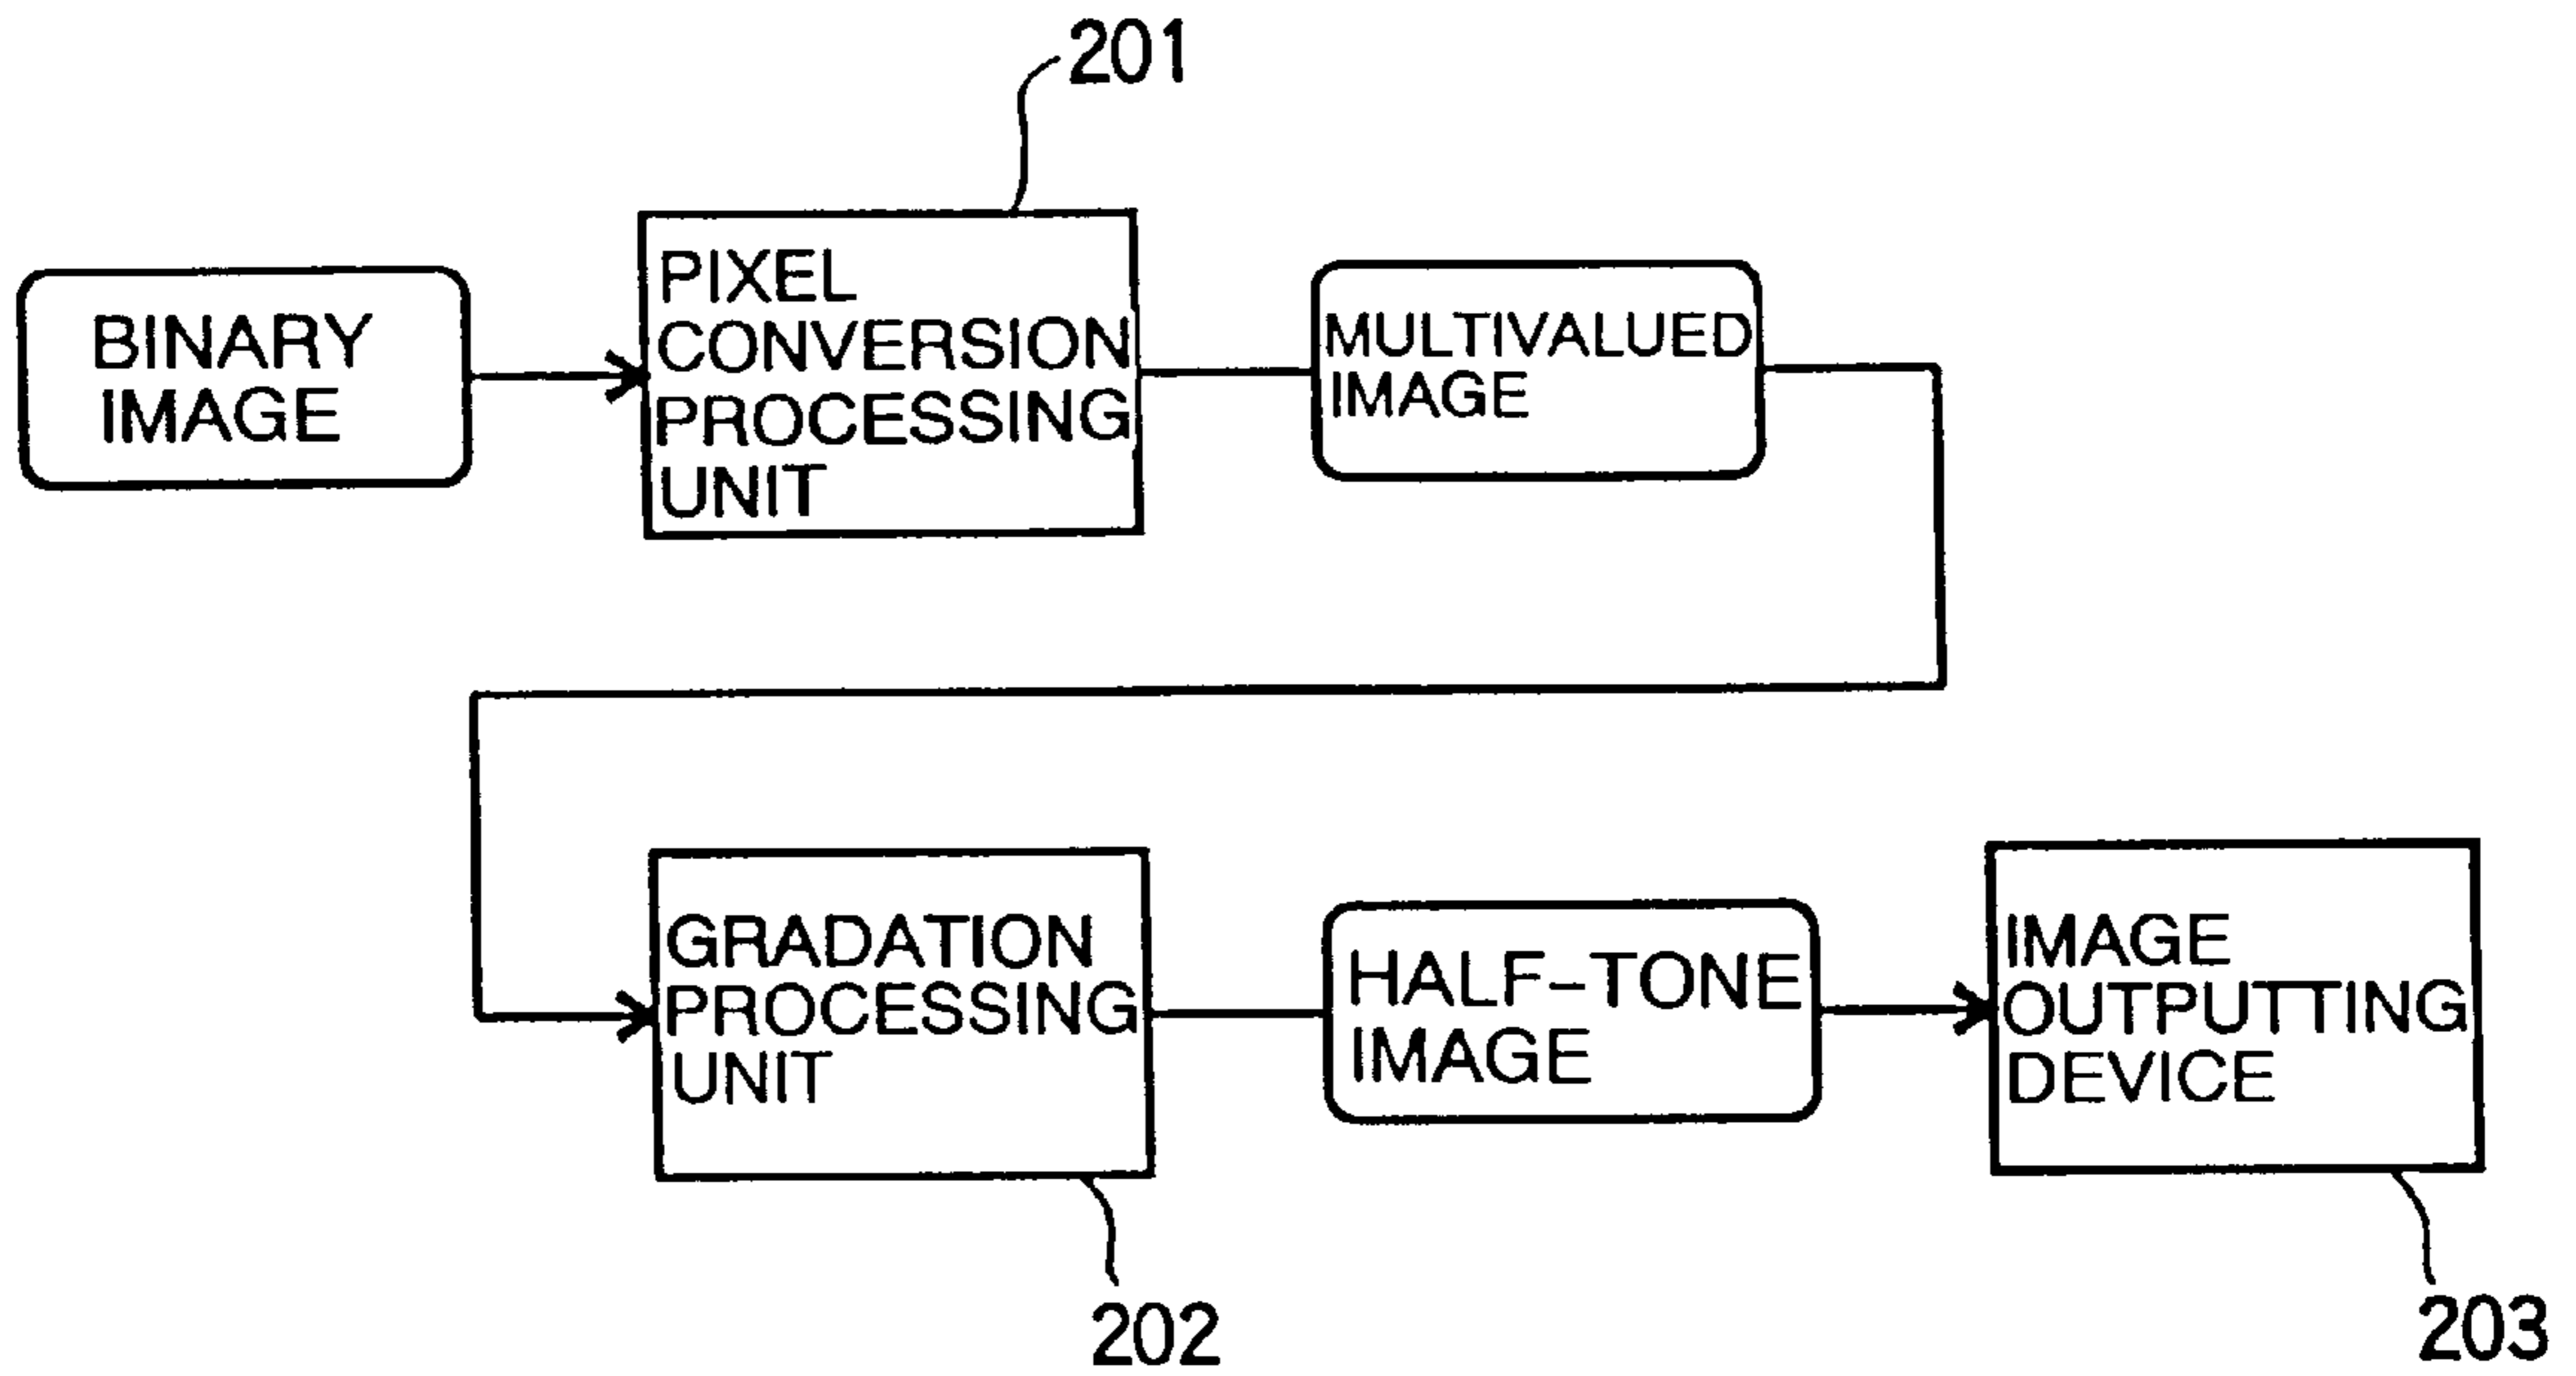 201
BINARY
IMAGE
PIXEL
CONVERSION
PROCESSING
UNIT
MULTIVALUED
IMAGE
GRADATION
PROCESSING
UNIT
HALF-TONE
IMAGE
IMAGE
OUTPUTTING
DEVICE
202
203